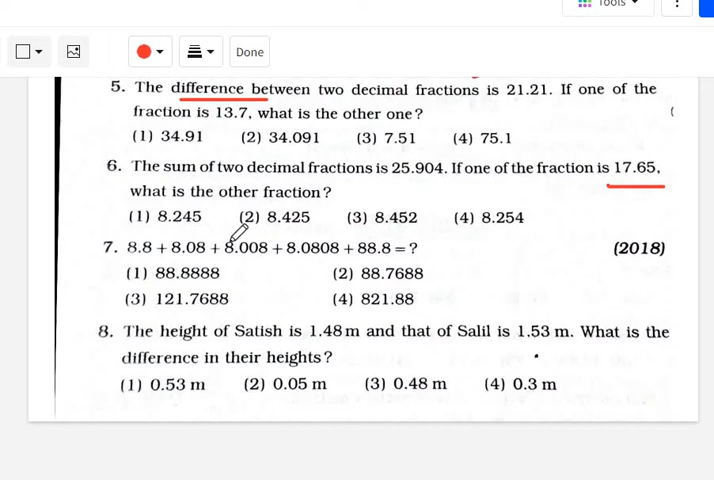 Tools
Done
5. The difference between two decimal fractions is 21.21. If one of the
fraction is 13.7, what is the other one?
(1) 34.91 (2) 34.091 (3) 7.51 (4) 75.1
6. The sum of two decimal fractions is 25.904. If one of the fraction is 17.65,
what is the other fraction?
(1) 8.245 (2) 8.425 (3) 8.452 (4) 8.254
7. 8.8 + 8.08 + 8.008 + 8.0808 + 88.8 = ? (2018)
(1) 88.8888 (2) 88.7688
(3) 121.7688 (4) 821.88
8. The height of Satish is 1.48 m and that of Salil is 1.53 m. What is the
difference in their heights?
(1) 0.53 m (2) 0.05 m (3) 0.48 m (4) 0.3 m